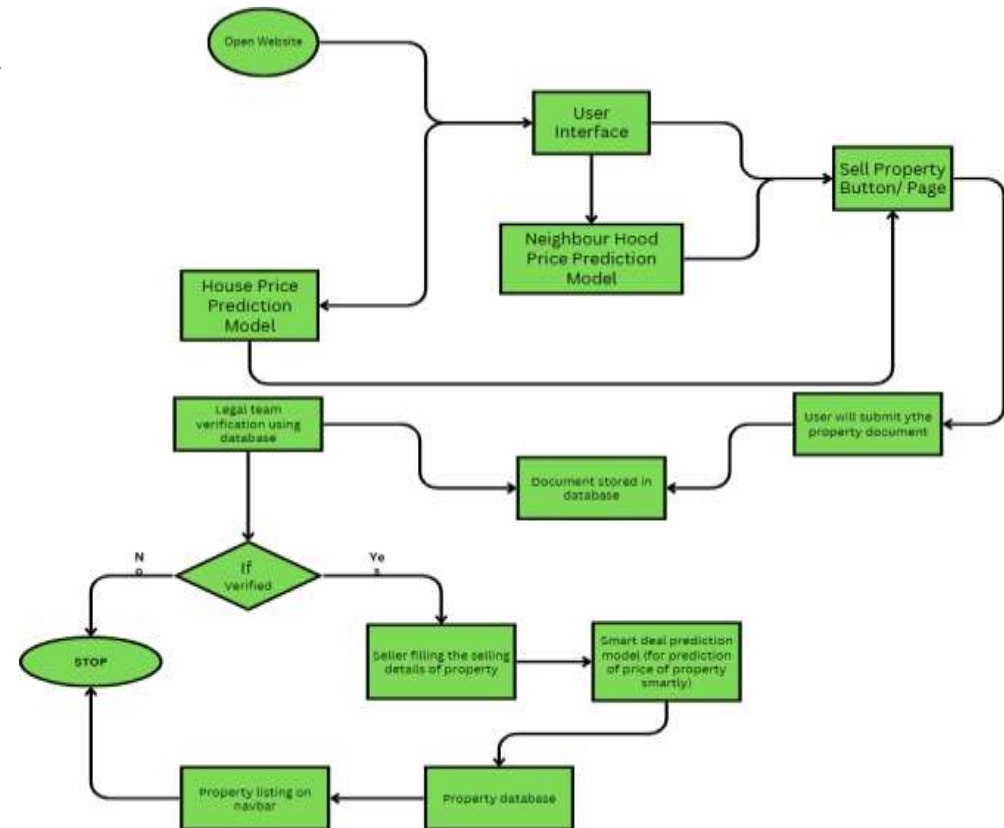 Open Website
User
Interface
Sell Property
Button/ Page
Neighbour Hood
Price Prediction
Model
House Price
Prediction
Model
Legal team
verification using
database
User will submit ythe
property document
Document stored in
database
If
Verified
N
o
Ye
s
STOP
Seller filling the selling
details of property
Smart deal prediction
model (for prediction
of price of property
smartly)
Property listing on
navbar
Property database